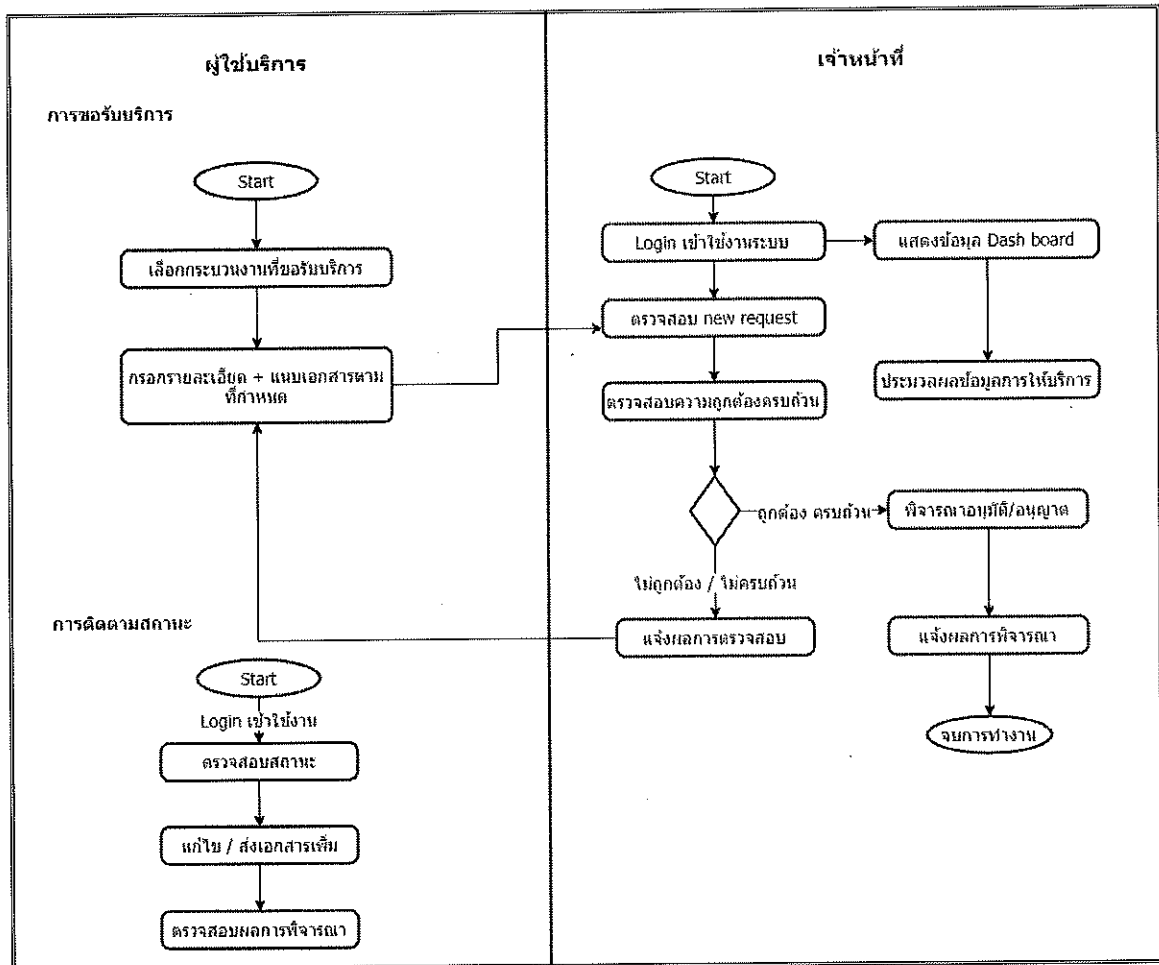 ผู้ใช้บริการ
การขอรับบริการ
Start
เลือกกระบวนงานที่ขอรับบริการ
กรอกรายละเอียด + แนบเอกสารตาม
ที่กำหนด
การติดตามสถานะ
Start
Login เข้าใช้งาน
ตรวจสอบสถานะ
แก้ไข / ส่งเอกสารเพิ่ม
ตรวจสอบผลการพิจารณา
เจ้าหน้าที่
Start
Login เข้าใช้งานระบบ
แสดงข้อมูล Dash board
ตรวจสอบ new request
ประมวลผลข้อมูลการให้บริการ
ตรวจสอบความถูกต้องครบถ้วน
ถูกต้อง ครบถ้วน
พิจารณาอนุมัติ/อนุญาต
ไม่ถูกต้อง / ไม่ครบถ้วน
แจ้งผลการตรวจสอบ
แจ้งผลการพิจารณา
จบการทำงาน